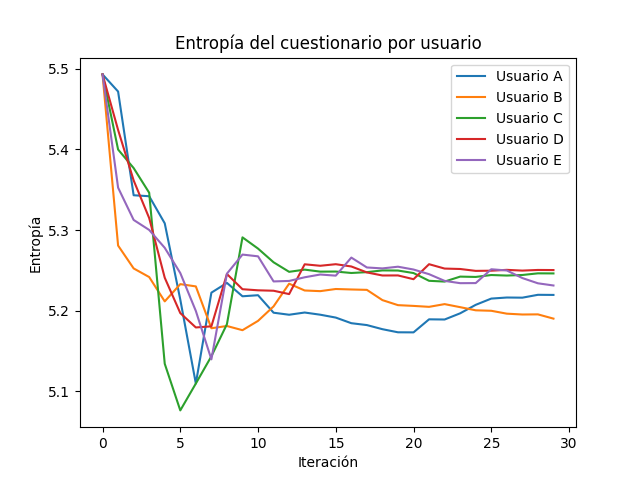 Entropía del cuestionario por usuario
Usuario A
Usuario B
Usuario C
Usuario D
Usuario E
Entropía
5.5
5.4
5.3
5.2
5.1
0 5 10 15 20 25 30
Iteración